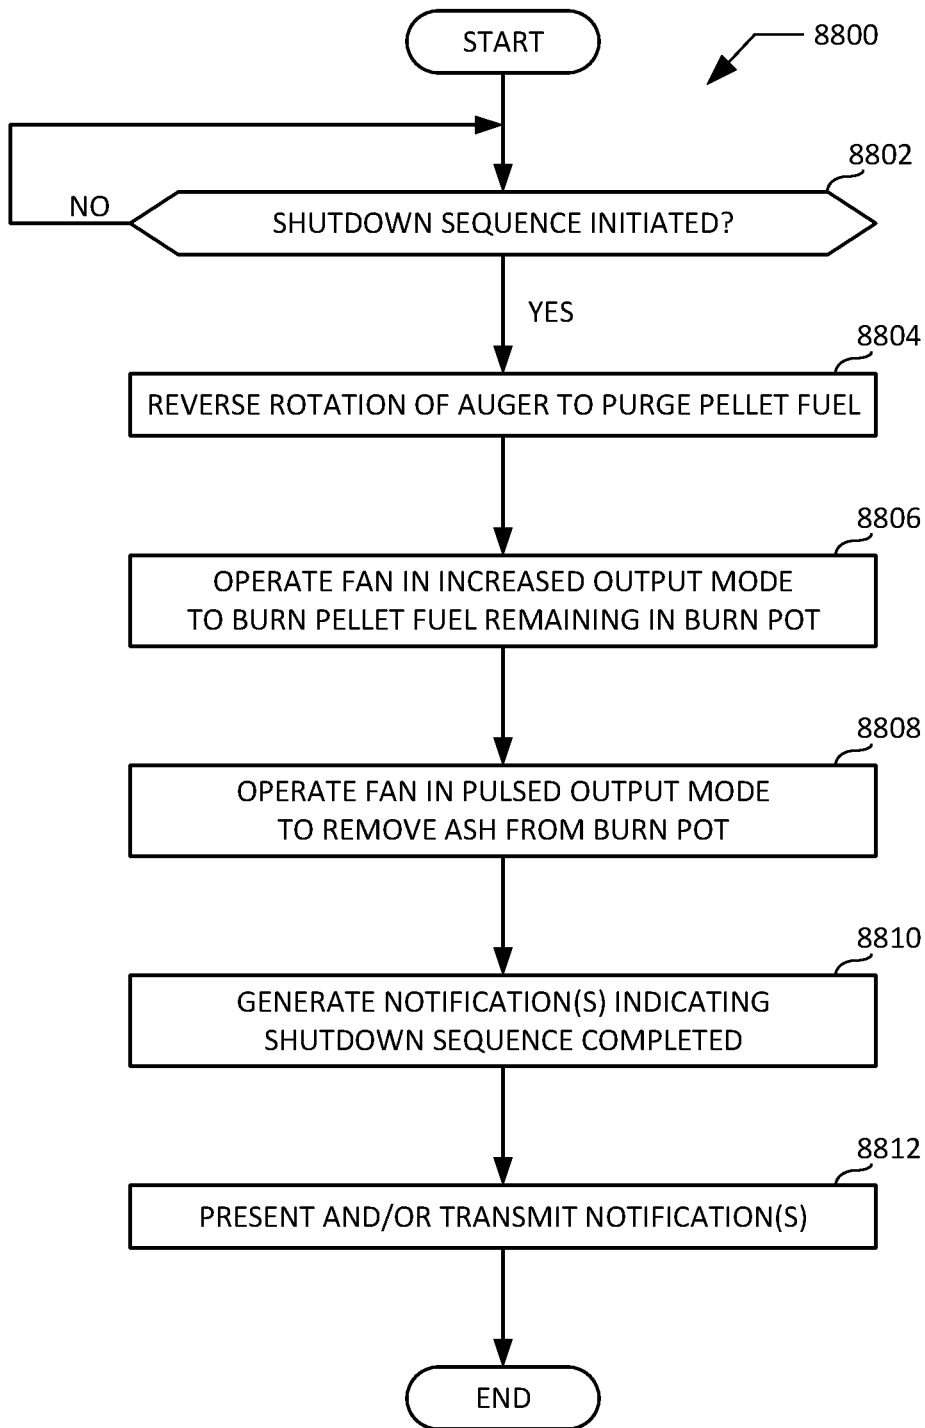 START
8800
8802
NO
SHUTDOWN SEQUENCE INITIATED?
YES
8804
REVERSE ROTATION OF AUGER TO PURGE PELLET FUEL
8806
OPERATE FAN IN INCREASED OUTPUT MODE
TO BURN PELLET FUEL REMAINING IN BURN POT
8808
OPERATE FAN IN PULSED OUTPUT MODE
TO REMOVE ASH FROM BURN POT
8810
GENERATE NOTIFICATION(S) INDICATING
SHUTDOWN SEQUENCE COMPLETED
8812
PRESENT AND/OR TRANSMIT NOTIFICATION(S)
END